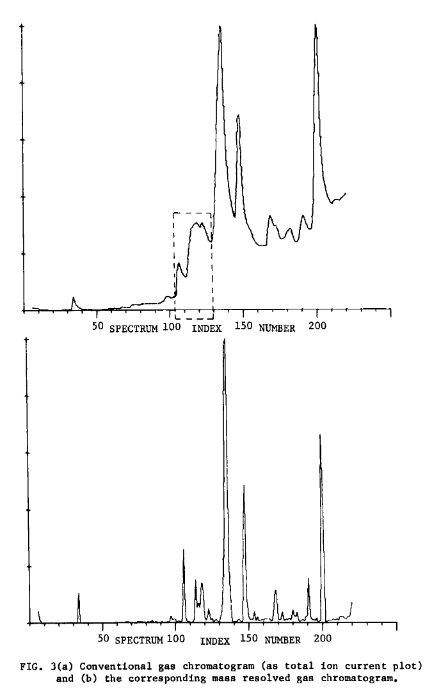 50 SPECTRUM 100 INDEX 150 NUMBER 200
50 SPECTRUM 100 INDEX 150 NUMBER 200
FIG. 3(a) Conventional gas chromatogram (as total ion current plot)
and (b) the corresponding mass resolved gas chromatogram.